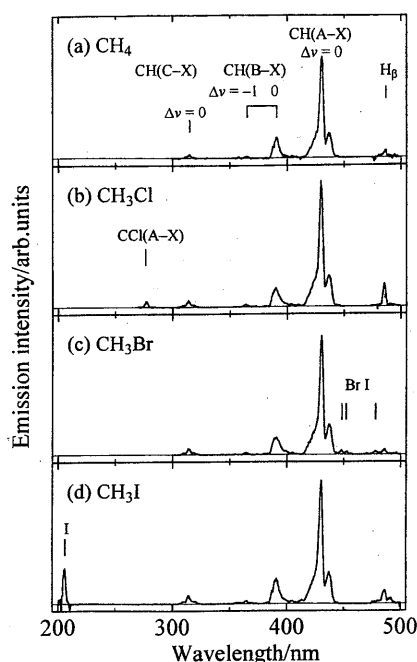 (a) CH4
CH(A–X)
Δv = 0
CH(C–X)
CH(B–X)
Hβ
Δv = –1 0
Δv = 0
(b) CH3Cl
CCl(A–X)
(c) CH3Br
Br I
(d) CH3I
I
Emission intensity/arb.units
200 300 400 500
Wavelength/nm